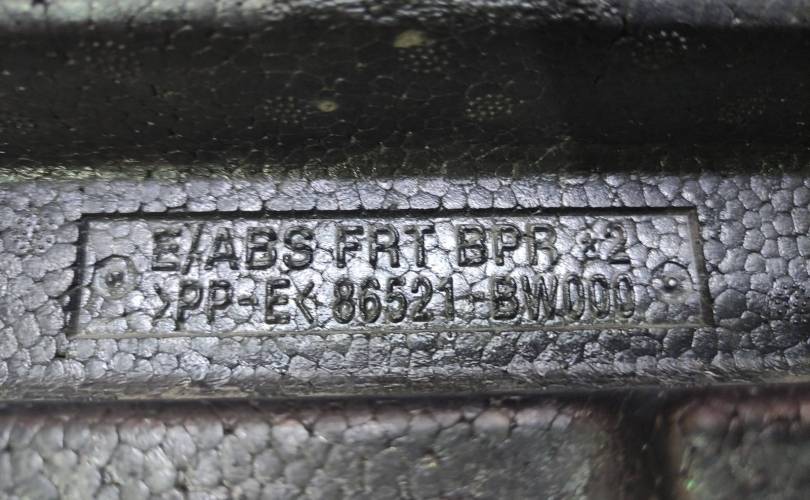 E/ABS FRT BPR #2
>PP-E< 86521-BW000